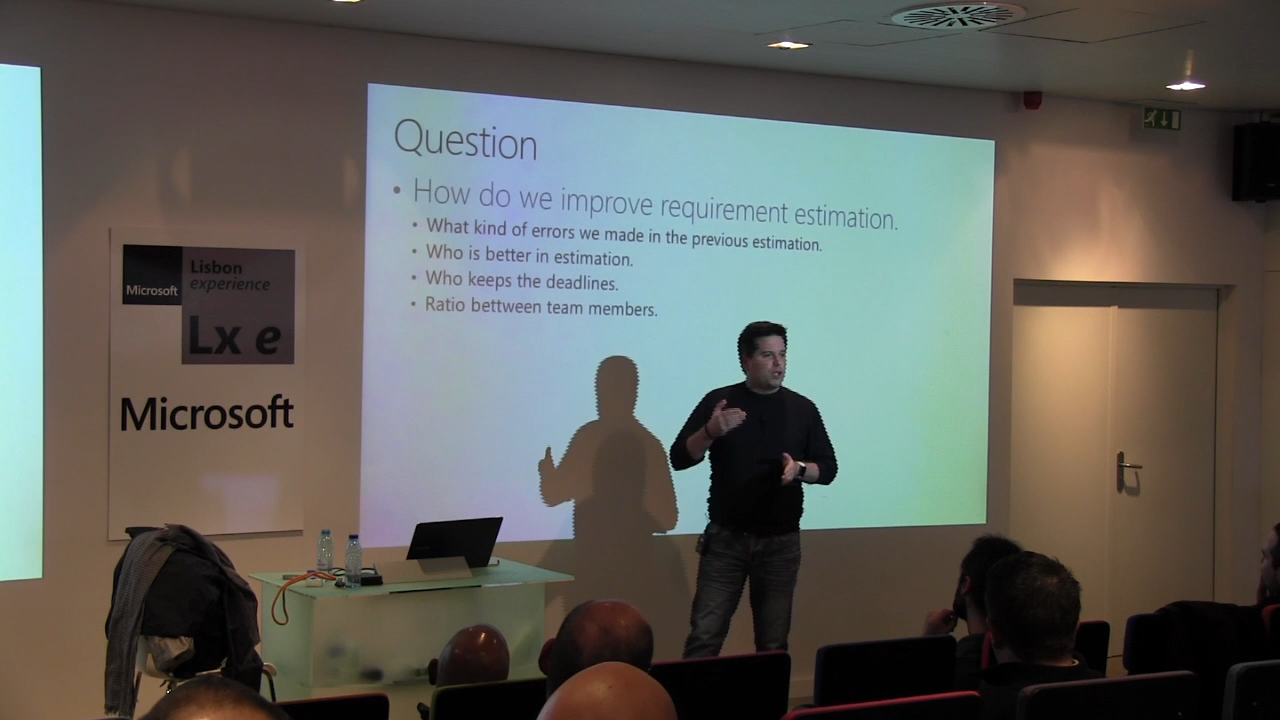 Question
• How do we improve requirement estimation.
• What kind of errors we made in the previous estimation.
• Who is better in estimation.
• Who keeps the deadlines.
• Ratio bettween team members.
Microsoft
Lisbon
experience
Lx e
Microsoft